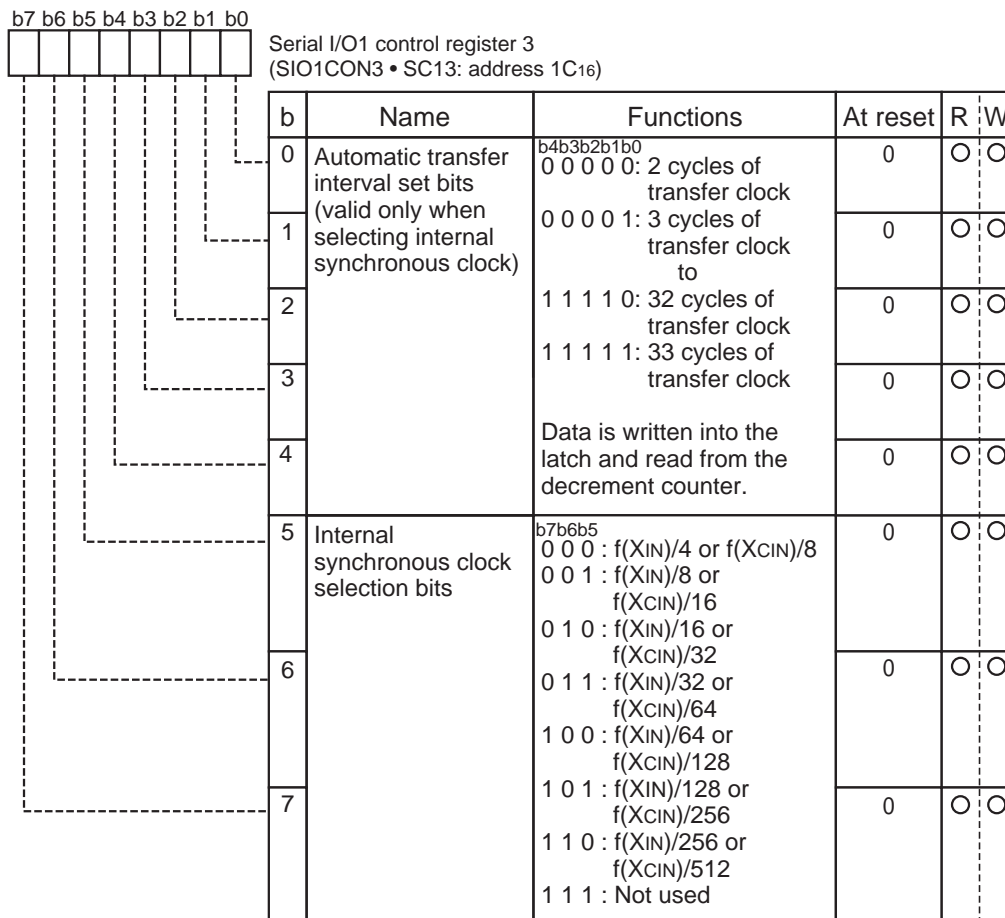 b7 b6 b5 b4 b3 b2 b1 b0
Serial I/O1 control register 3
(SIO1CON3 • SC13: address 1C16)
b Name Functions At reset R W
0 Automatic transfer
interval set bits
(valid only when
selecting internal
synchronous clock)
b4b3b2b1b0
0 0 0 0 0: 2 cycles of
transfer clock
0 0 0 0 1: 3 cycles of
transfer clock
to
1 1 1 1 0: 32 cycles of
transfer clock
1 1 1 1 1: 33 cycles of
transfer clock
Data is written into the
latch and read from the
decrement counter.
0 O O
1 0 O O
2 0 O O
3 0 O O
4 0 O O
5 Internal
synchronous clock
selection bits
b7b6b5
0 0 0 : f(XIN)/4 or f(XCIN)/8
0 0 1 : f(XIN)/8 or
f(XCIN)/16
0 1 0 : f(XIN)/16 or
f(XCIN)/32
0 1 1 : f(XIN)/32 or
f(XCIN)/64
1 0 0 : f(XIN)/64 or
f(XCIN)/128
1 0 1 : f(XIN)/128 or
f(XCIN)/256
1 1 0 : f(XIN)/256 or
f(XCIN)/512
1 1 1 : Not used
0 O O
6 0 O O
7 0 O O